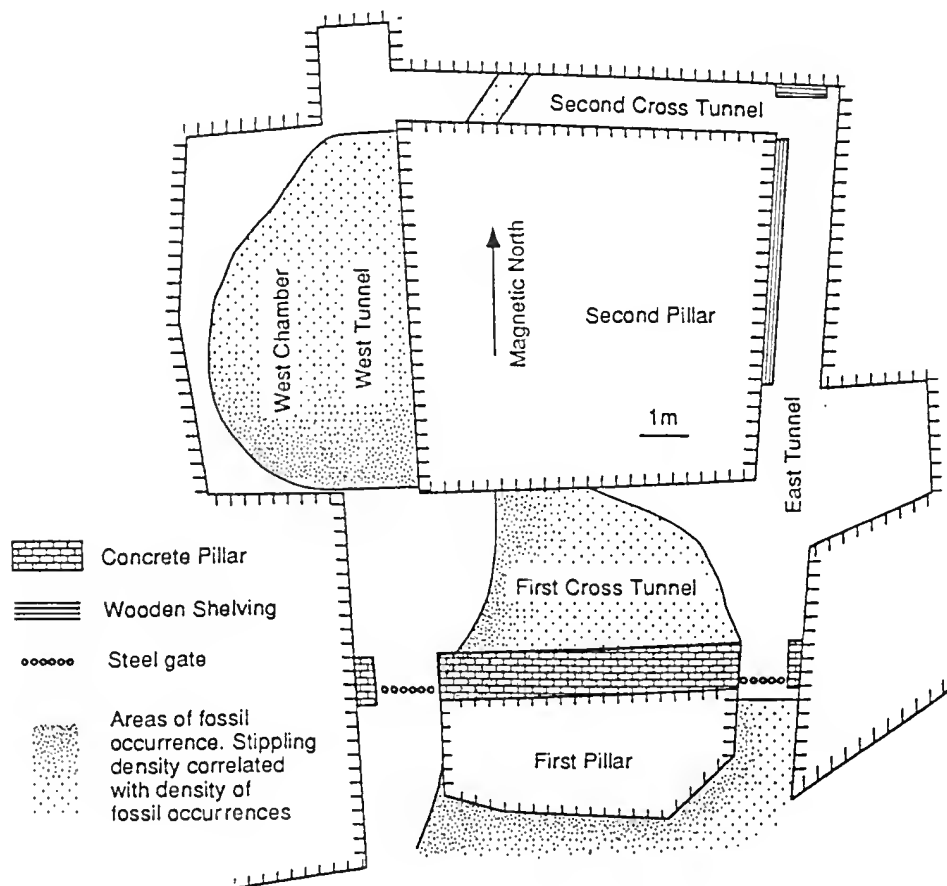 Second Cross Tunnel
West Chamber
West Tunnel
Magnetic North
Second Pillar
1m
East Tunnel
First Cross Tunnel
First Pillar
Concrete Pillar
Wooden Shelving
Steel gate
Areas of fossil
occurrence. Stippling
density correlated
with density of
fossil occurrences